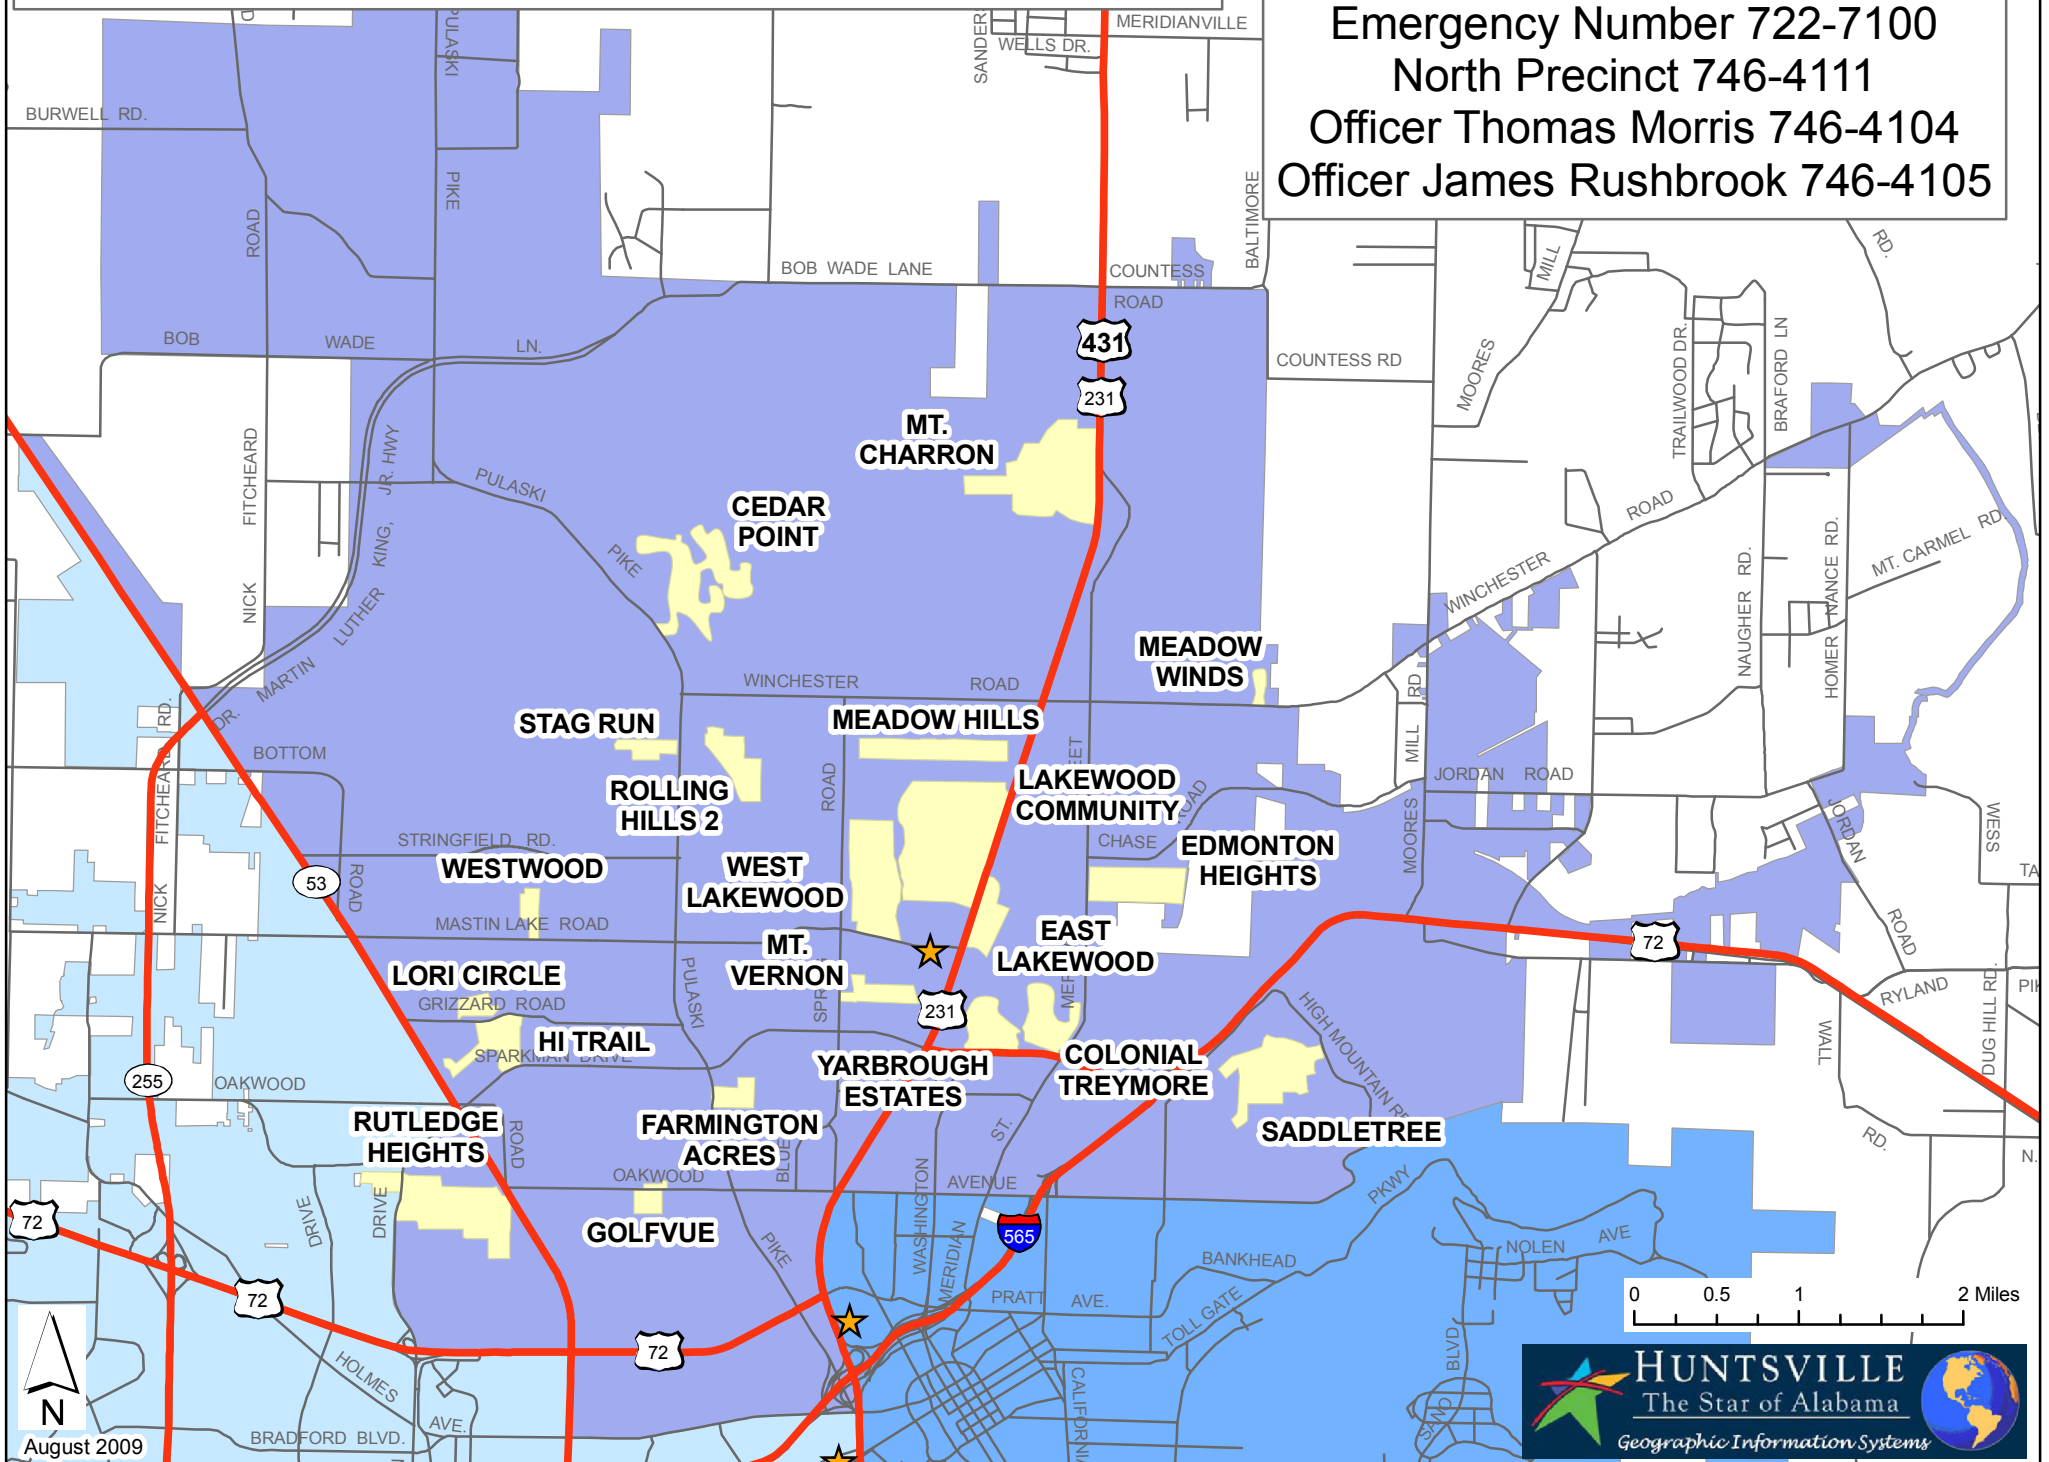 Emergency Number 722-7100
North Precinct 746-4111
Officer Thomas Morris 746-4104
Officer James Rushbrook 746-4105
MERIDIANVILLE
WELLS DR.
PULASKI
BURWELL RD.
PIKE
ROAD
BALTIMORE
BOB WADE LANE
COUNTESS
ROAD
MILL
RD.
BOB WADE LN.
431
231
COUNTESS RD
MOORES
TRAILWOOD DR.
BRAFORD LN
MT.
CHARRON
NICK FITCHEARD
JR. HWY
KING,
LUTHER
MARTIN
DR.
PULASKI
PIKE
CEDAR
POINT
ROAD
WINCHESTER
MT. CARMEL RD.
HOMER NANCE RD.
NAUGHER RD.
MEADOW
WINDS
WINCHESTER ROAD
STAG RUN
MEADOW HILLS
RD.
FITCHEARD
NICK
BOTTOM
ROAD
MILL RD
MOORES
JORDAN ROAD
JORDAN
ROAD
WESS
ROLLING
HILLS 2
ROAD
LAKEWOOD
COMMUNITY
ROAD
CHASE
EDMONTON
HEIGHTS
STRINGFIELD RD.
WESTWOOD
WEST
LAKEWOOD
53
MASTIN LAKE ROAD
MT.
VERNON
EAST
LAKEWOOD
72
LORI CIRCLE
GRIZZARD ROAD
PULASKI
231
HIGH MOUNTAIN
RYLAND
DUG HILL RD.
WALL
RD.
HI TRAIL
SPARKMAN DRIVE
YARBROUGH
ESTATES
COLONIAL
TREYMORE
255
OAKWOOD
RUTLEDGE
HEIGHTS
ROAD
FARMINGTON
ACRES
BLUE
ST.
SADDLETREE
N.
OAKWOOD
AVENUE
DRIVE
DRIVE
PKWY
GOLFVUE
PIKE
WASHINGTON
MERIDIAN
565
BANKHEAD
NOLEN AVE
72
72
72
PRATT AVE.
TOLL GATE
0 0.5 1 2 Miles
BLVD
SANO
HOLMES
AVE.
CALIFORNIA
BRADFORD BLVD.
N
August 2009
HUNTSVILLE
The Star of Alabama
Geographic Information Systems